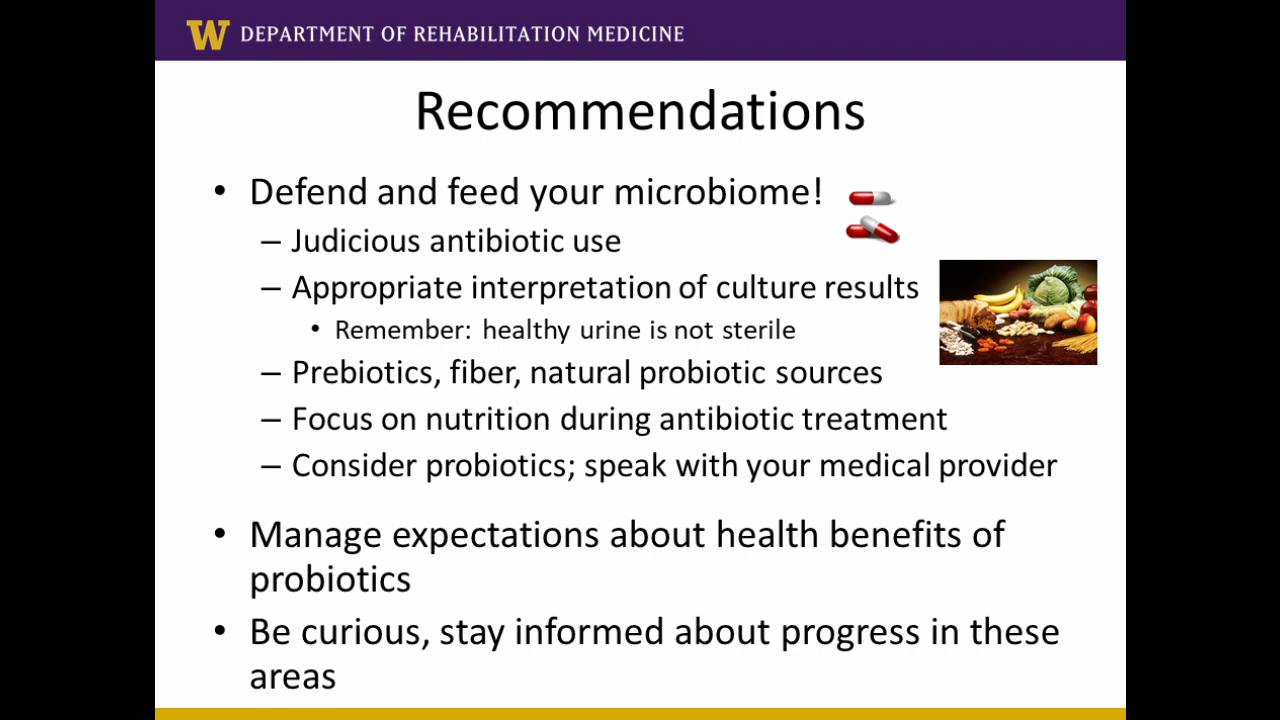 W DEPARTMENT OF REHABILITATION MEDICINE
Recommendations
• Defend and feed your microbiome!
– Judicious antibiotic use
– Appropriate interpretation of culture results
• Remember: healthy urine is not sterile
– Prebiotics, fiber, natural probiotic sources
– Focus on nutrition during antibiotic treatment
– Consider probiotics; speak with your medical provider
• Manage expectations about health benefits of
probiotics
• Be curious, stay informed about progress in these
areas